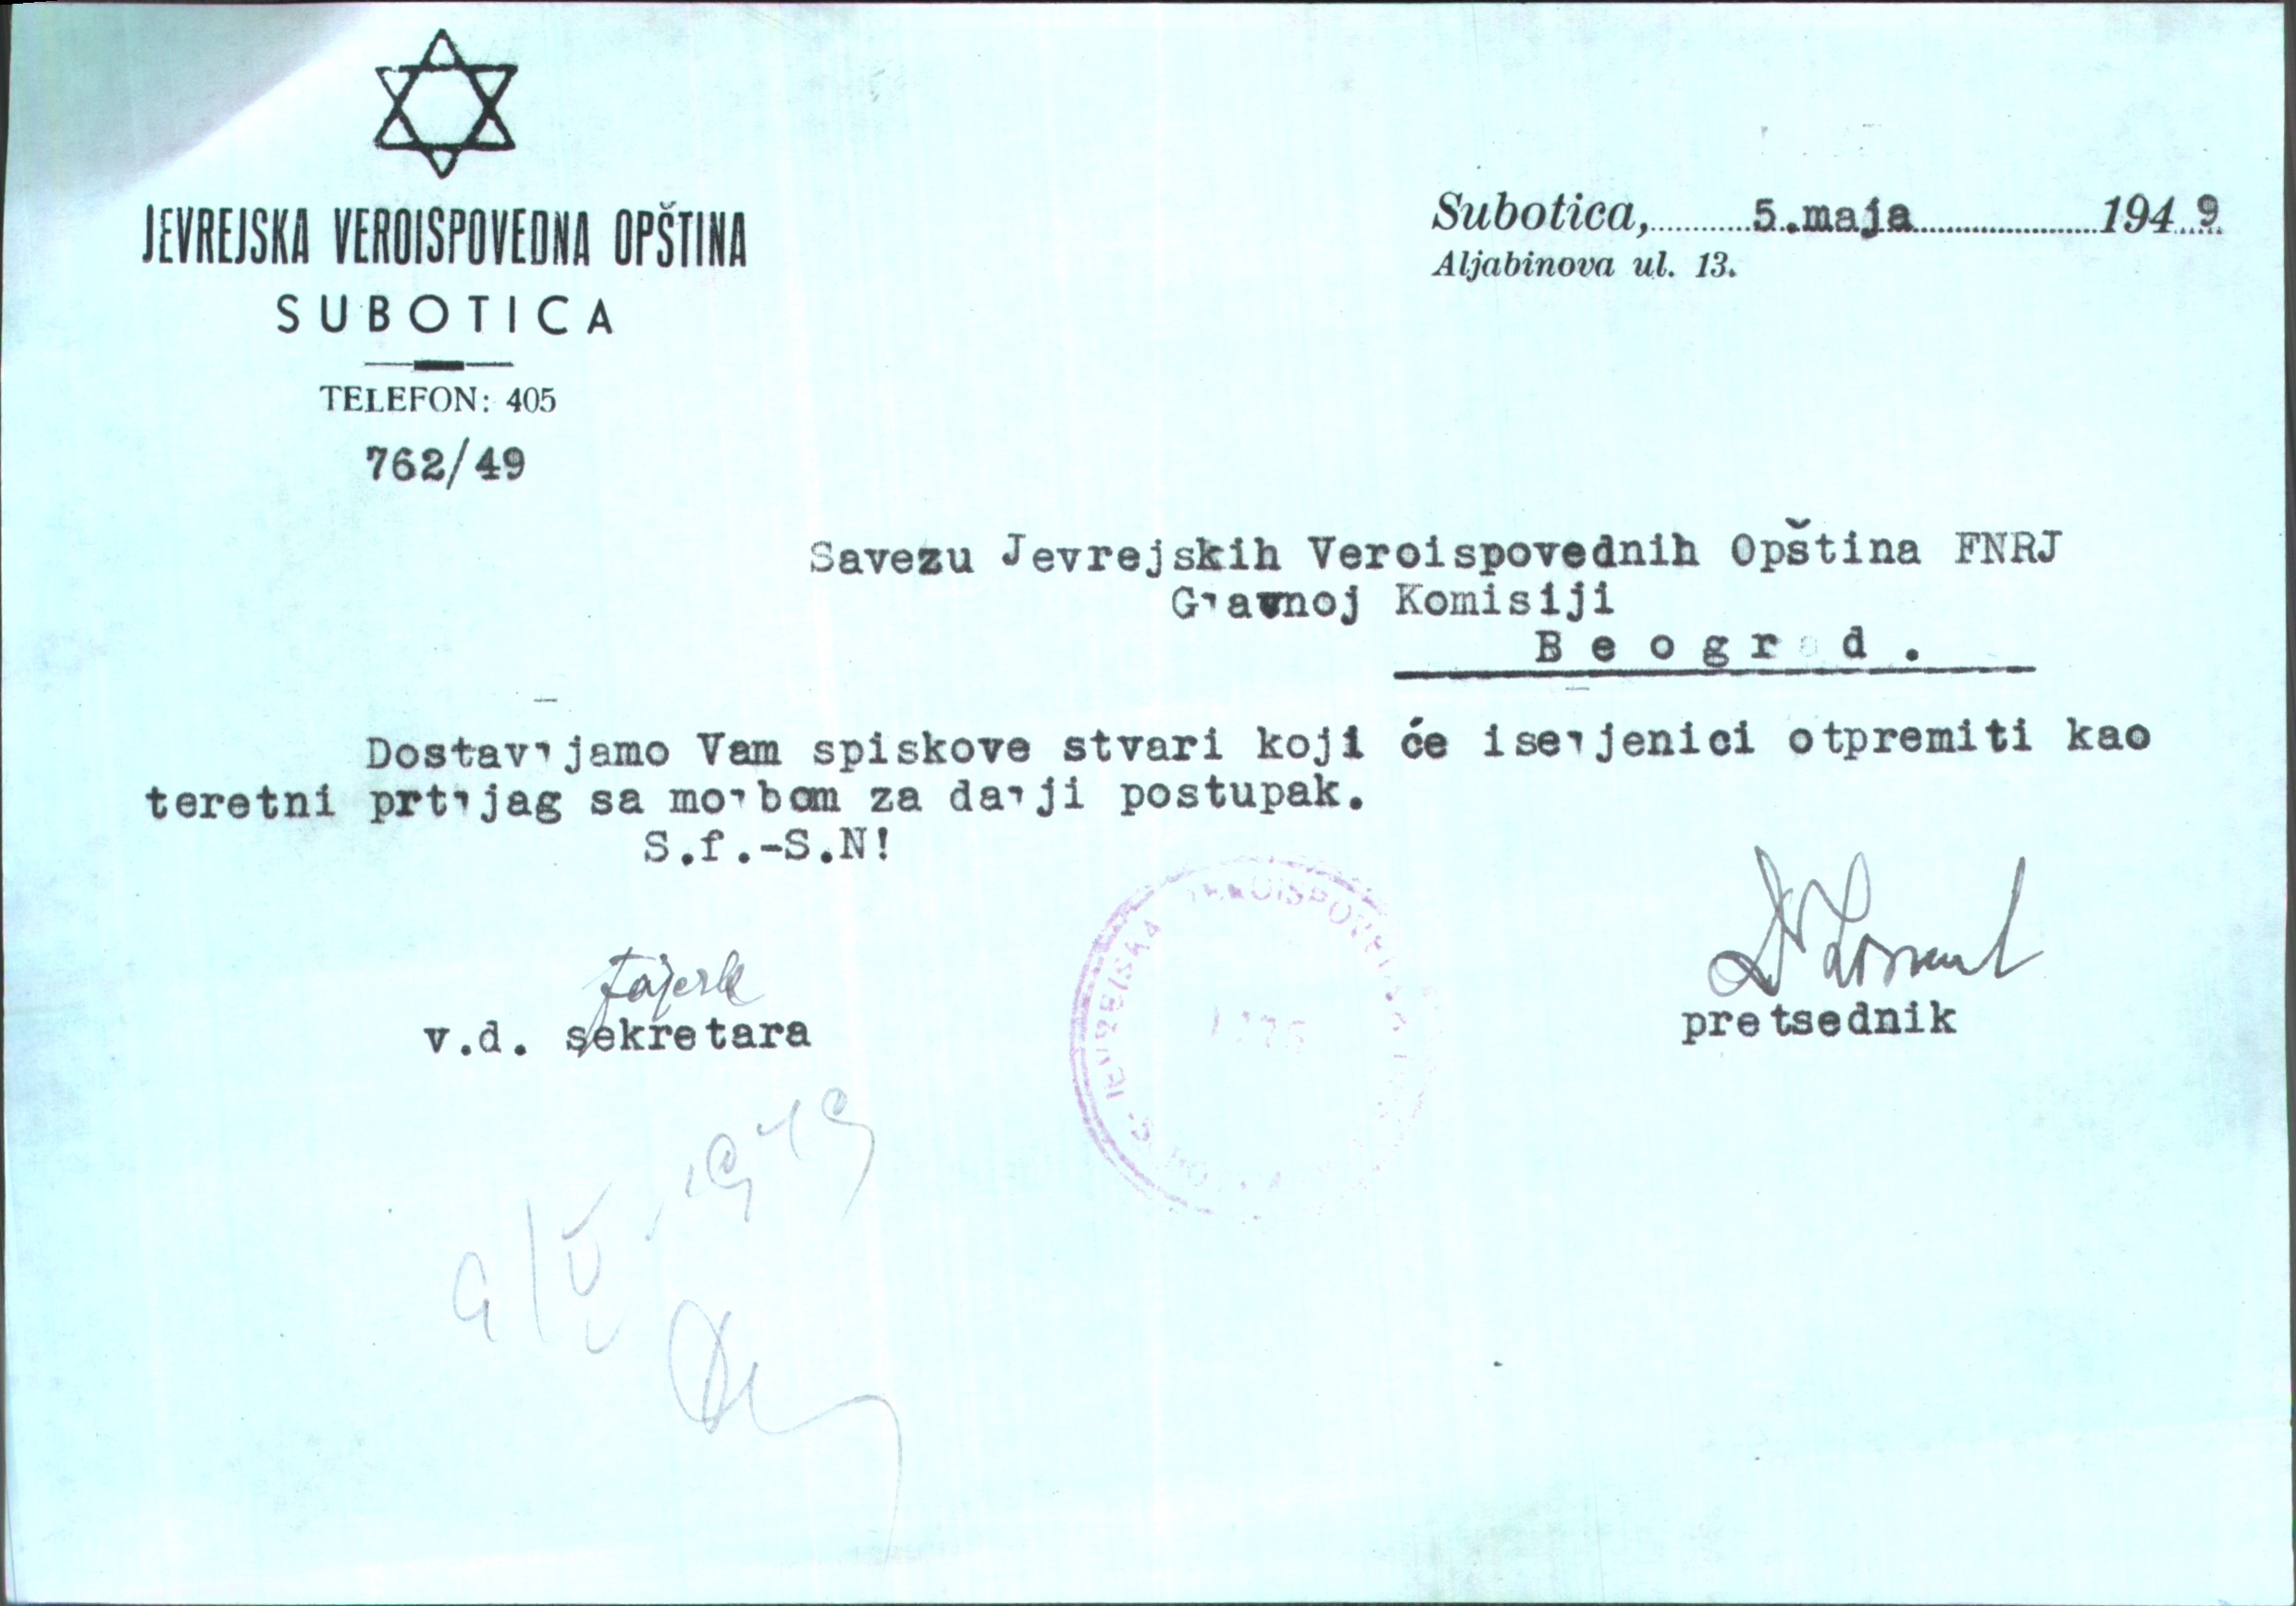 JEVREJSKA VEROISPOVEDNA OPŠTINA
SUBOTICA
TELEFON: 405
762/49
Subotica, 5.maja 1949
Aljabinova ul. 13.
Savezu Jevrejskih Veroispovednih Opština FNRJ
Glavnoj Komisiji
Beograd.
Dostavljamo Vam spiskove stvari koji će iseljenici otpremiti kao
teretni prtljag sa molbom za dalji postupak.
S.f.-S.N!
v.d. sekretara
pretsednik
JEVREJSKA VEROISPOVEDNA